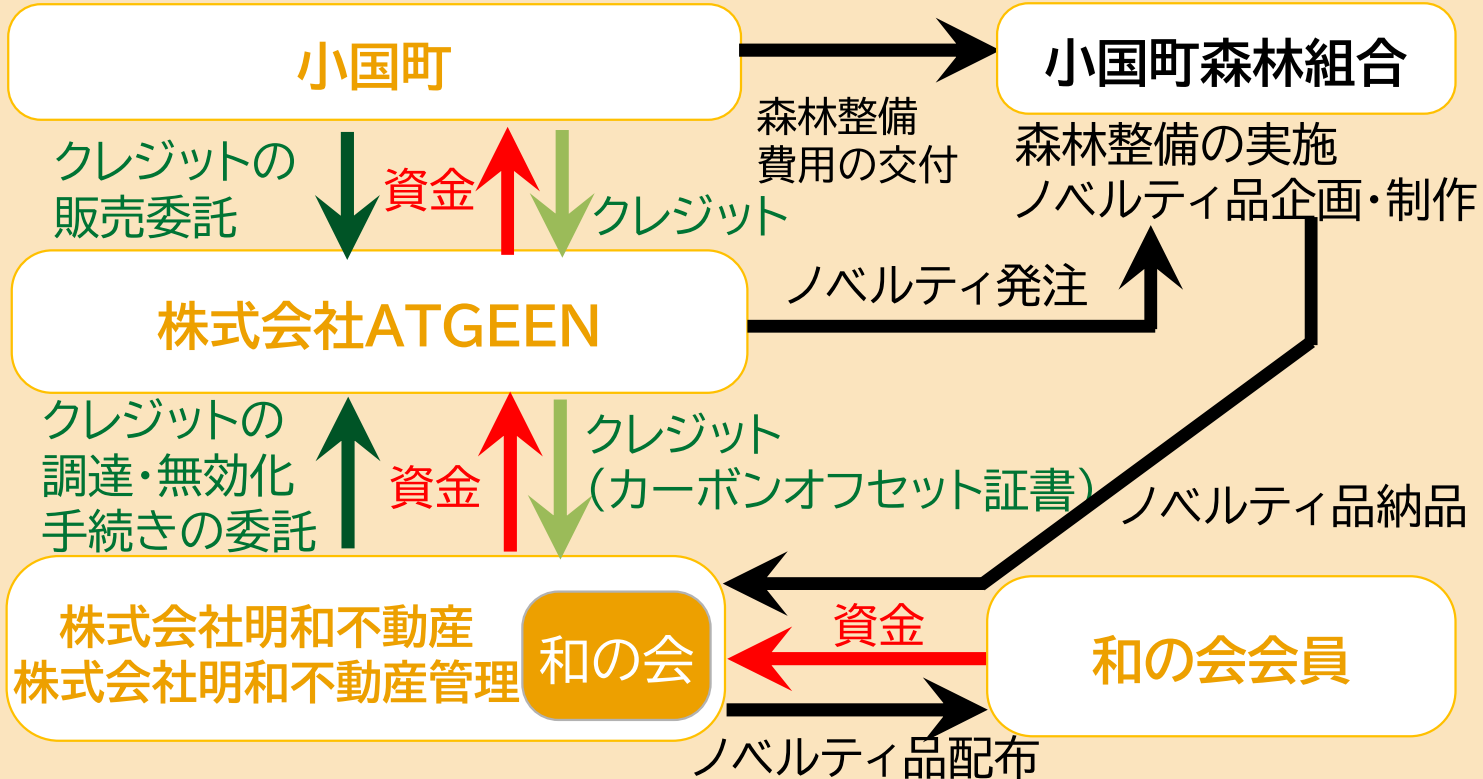 小国町
小国町森林組合
森林整備
費用の交付
森林整備の実施
ノベルティ品企画・制作
クレジットの
販売委託
資金
クレジット
株式会社ATGEEN
ノベルティ発注
クレジットの
調達・無効化
手続きの委託
資金
クレジット
（カーボンオフセット証書）
ノベルティ品納品
株式会社明和不動産
株式会社明和不動産管理
和の会
資金
和の会会員
ノベルティ品配布